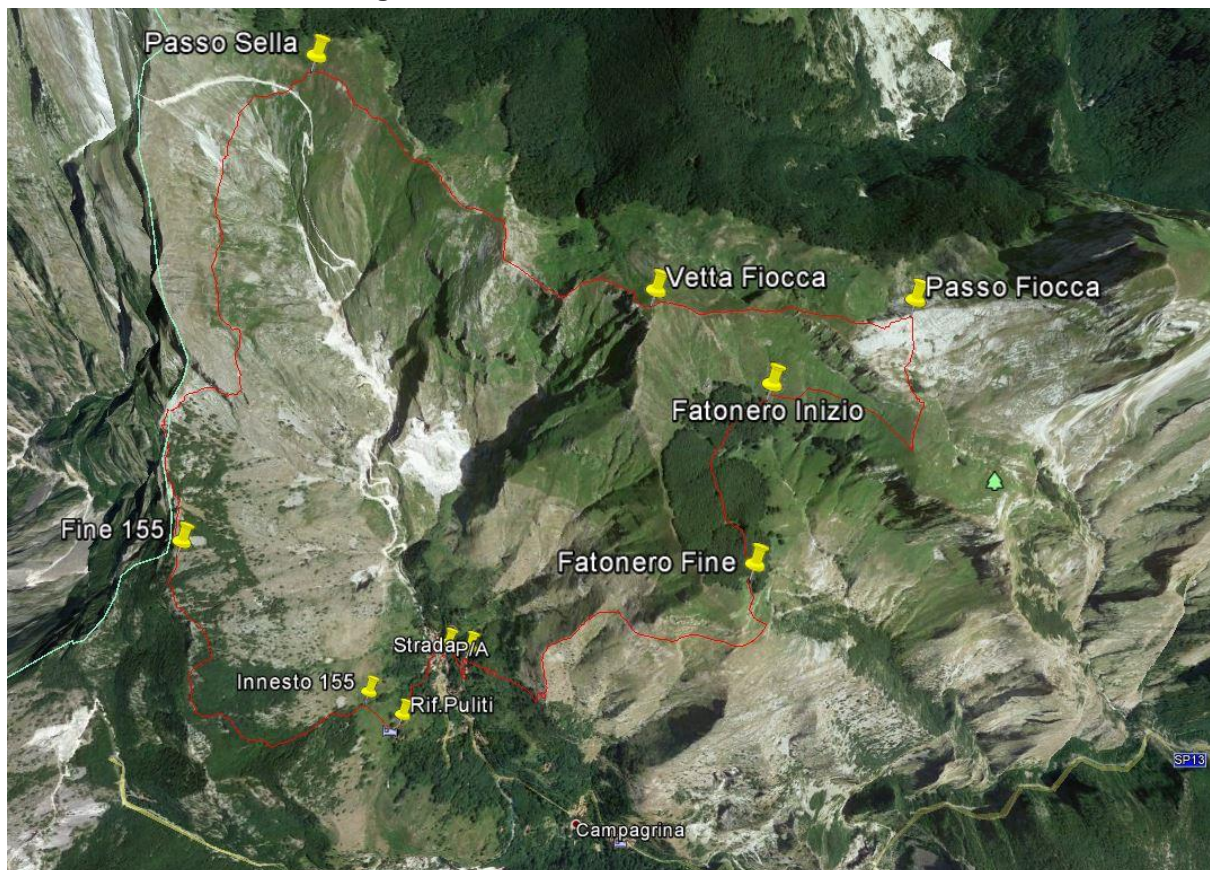 Passo Sella
Vetta Fiocca
Passo Fiocca
Fatonero Inizio
Fine 155
Fatonero Fine
Strada
P/A
Innesto 155
Rif.Puliti
SP13
Campagrina